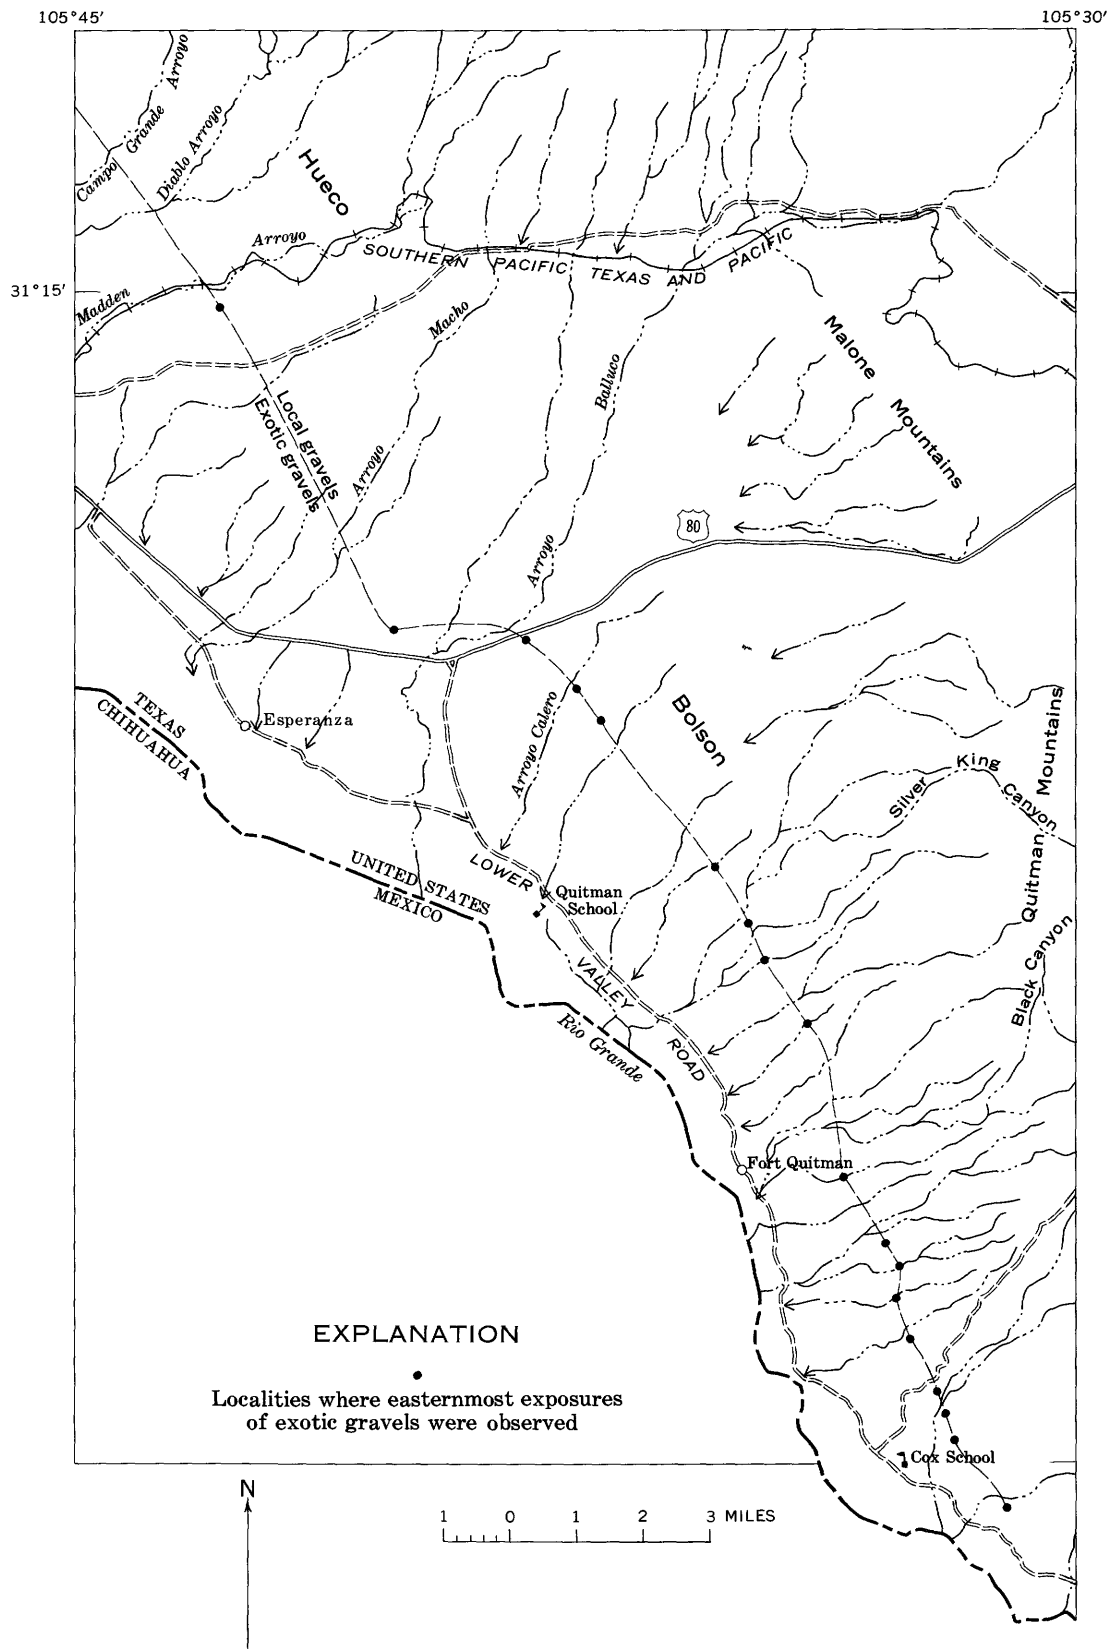 105°45′
105°30′
Campo Grande Arroyo
Diablo Arroyo
Hueco
Arroyo
SOUTHERN PACIFIC TEXAS AND PACIFIC
31°15′
Madden
Macho
Malone
Balluco
Mountains
Local gravels
Exotic gravels
Arroyo
80
Arroyo
TEXAS
CHIHUAHUA
Esperanza
Arroyo Calero
Bolson
Mountains
King
Silver
Canyon
Quitman
UNITED STATES
MEXICO
LOWER
Quitman
School
Black Canyon
VALLEY
Rio Grande
ROAD
Fort Quitman
EXPLANATION
Localities where easternmost exposures
of exotic gravels were observed
Cox School
N
1 0 1 2 3 MILES